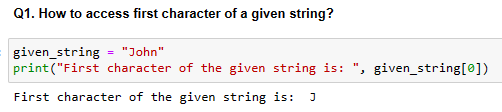 Q1. How to access first character of a given string?
given_string = "John"
print("First character of the given string is: ", given_string[0])
First character of the given string is:  J